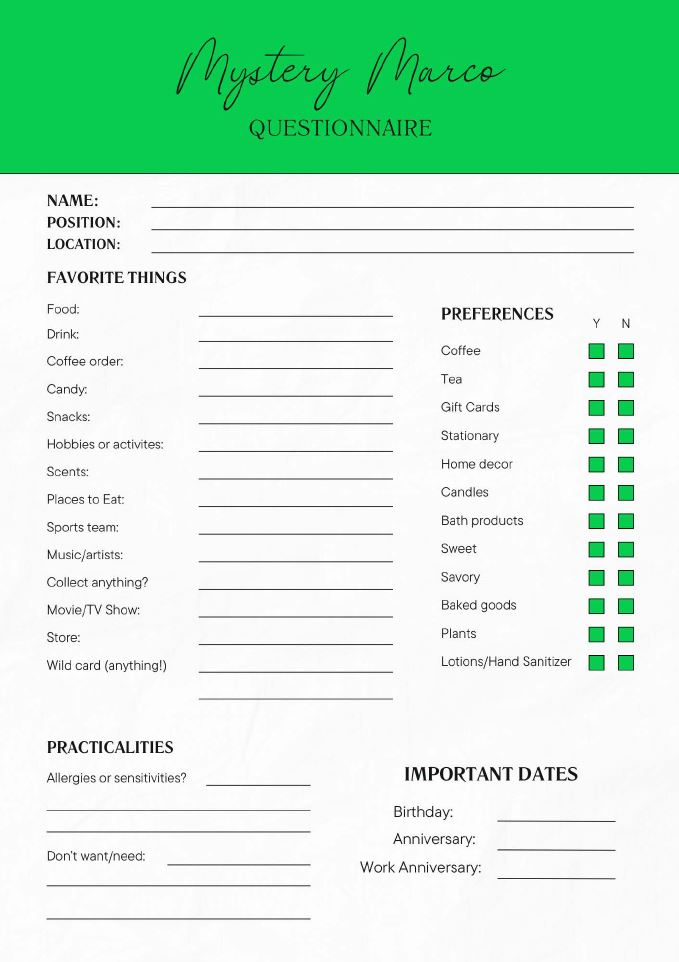 Mystery Marco
QUESTIONNAIRE
NAME:
POSITION:
LOCATION:
FAVORITE THINGS
Food:
Drink:
Coffee order:
Candy:
Snacks:
Hobbies or activites:
Scents:
Places to Eat:
Sports team:
Music/artists:
Collect anything?
Movie/TV Show:
Store:
Wild card (anything!)
PREFERENCES
Y N
Coffee
Tea
Gift Cards
Stationary
Home decor
Candles
Bath products
Sweet
Savory
Baked goods
Plants
Lotions/Hand Sanitizer
PRACTICALITIES
Allergies or sensitivities?
Don't want/need:
IMPORTANT DATES
Birthday:
Anniversary:
Work Anniversary: